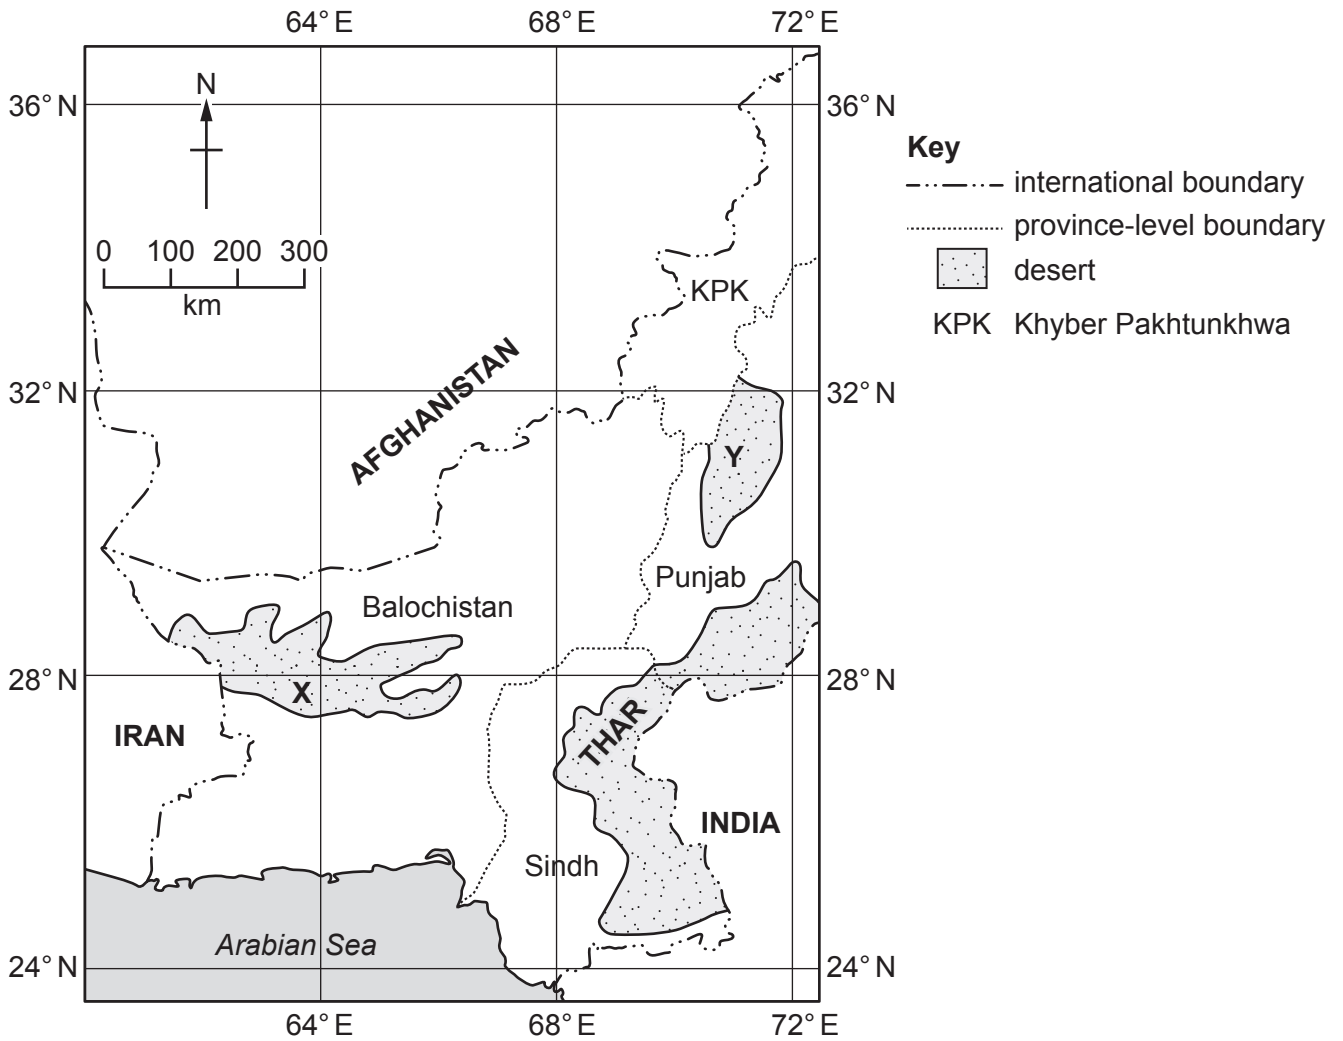 64° E 68° E 72° E
36° N 36° N
N
0 100 200 300
km
Key
international boundary
province-level boundary
desert
KPK Khyber Pakhtunkhwa
KPK
AFGHANISTAN
32° N 32° N
Y
Punjab
Balochistan
28° N 28° N
X
THAR
IRAN
INDIA
Sindh
Arabian Sea
24° N 24° N
64° E 68° E 72° E